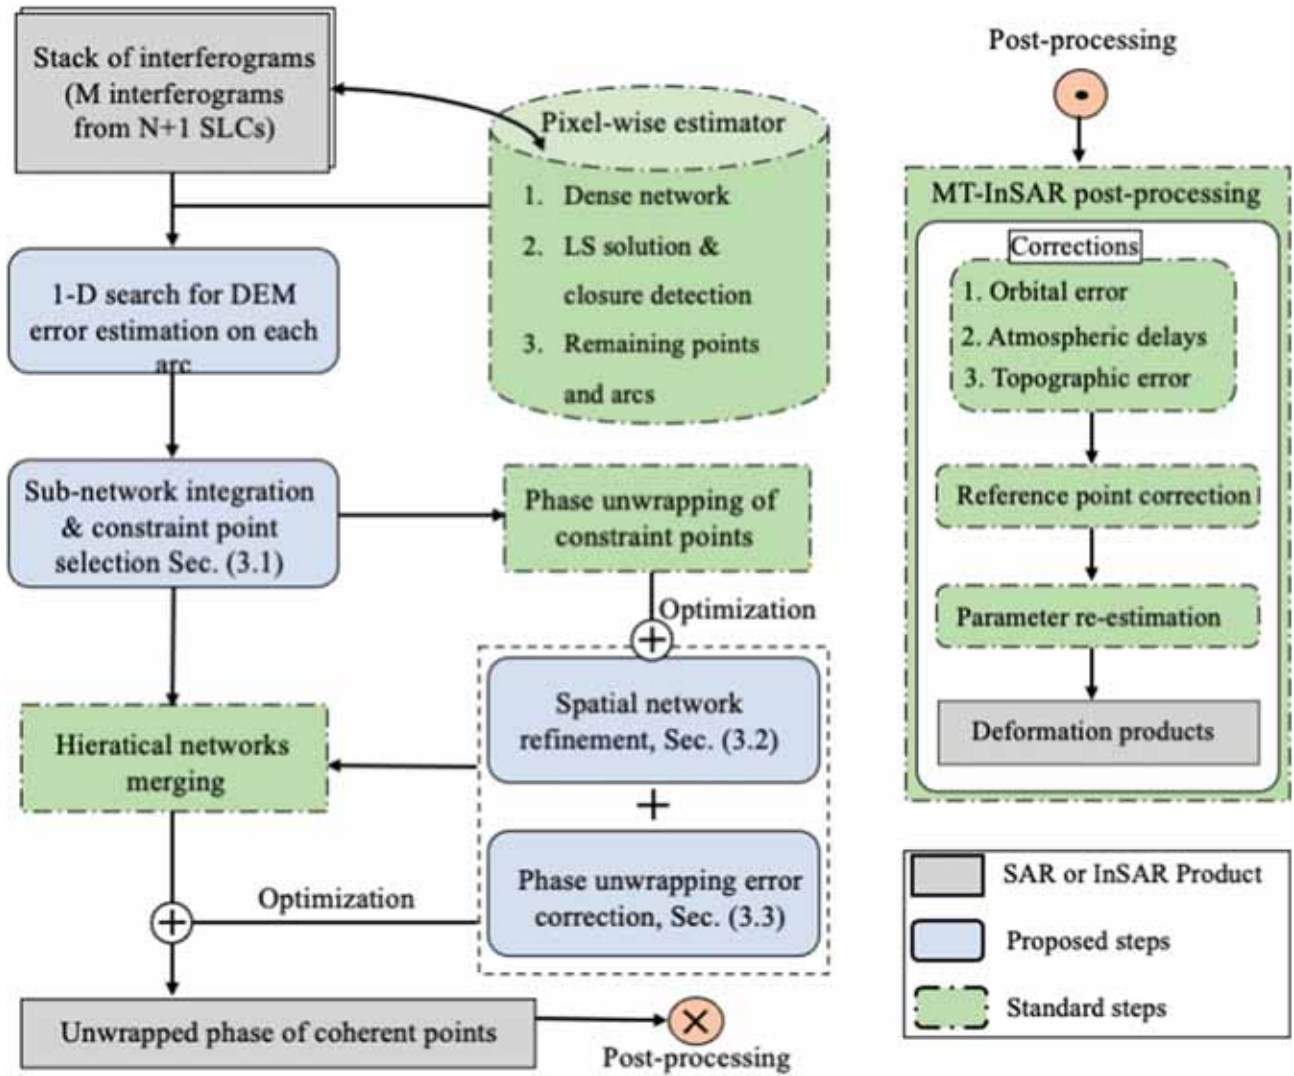 Stack of interferograms
(M interferograms
from N+1 SLCs)
Pixel-wise estimator
1. Dense network
2. LS solution &
closure detection
3. Remaining points
and arcs
1-D search for DEM
error estimation on each
arc
Sub-network integration
& constraint point
selection Sec. (3.1)
Phase unwrapping of
constraint points
Optimization
Spatial network
refinement, Sec. (3.2)
Hieratical networks
merging
Phase unwrapping error
correction, Sec. (3.3)
Optimization
Unwrapped phase of coherent points
Post-processing
Post-processing
MT-InSAR post-processing
Corrections
1. Orbital error
2. Atmospheric delays
3. Topographic error
Reference point correction
Parameter re-estimation
Deformation products
SAR or InSAR Product
Proposed steps
Standard steps